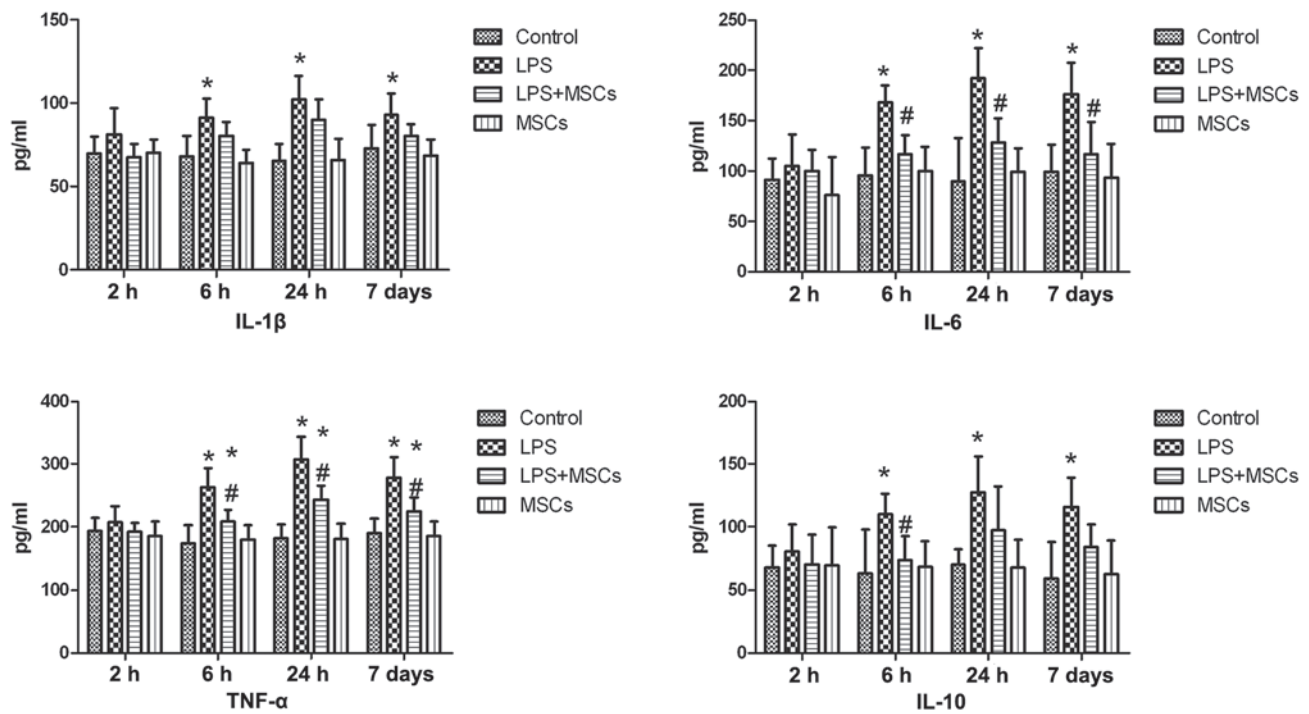 150
100
50
0
pg/ml
* * *
2 h 6 h 24 h 7 days
IL-1β
Control
LPS
LPS+MSCs
MSCs
250
200
150
100
50
0
pg/ml
* * *
# # #
2 h 6 h 24 h 7 days
IL-6
Control
LPS
LPS+MSCs
MSCs
400
300
200
100
0
pg/ml
* * * * * *
# # #
2 h 6 h 24 h 7 days
TNF-α
Control
LPS
LPS+MSCs
MSCs
200
150
100
50
0
pg/ml
* * *
#
2 h 6 h 24 h 7 days
IL-10
Control
LPS
LPS+MSCs
MSCs